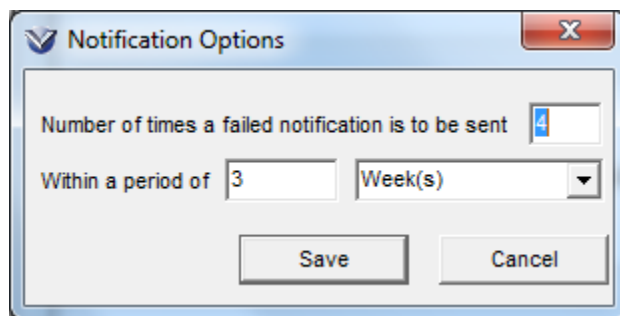 Notification Options
Number of times a failed notification is to be sent 4
Within a period of 3 Week(s)
Save Cancel